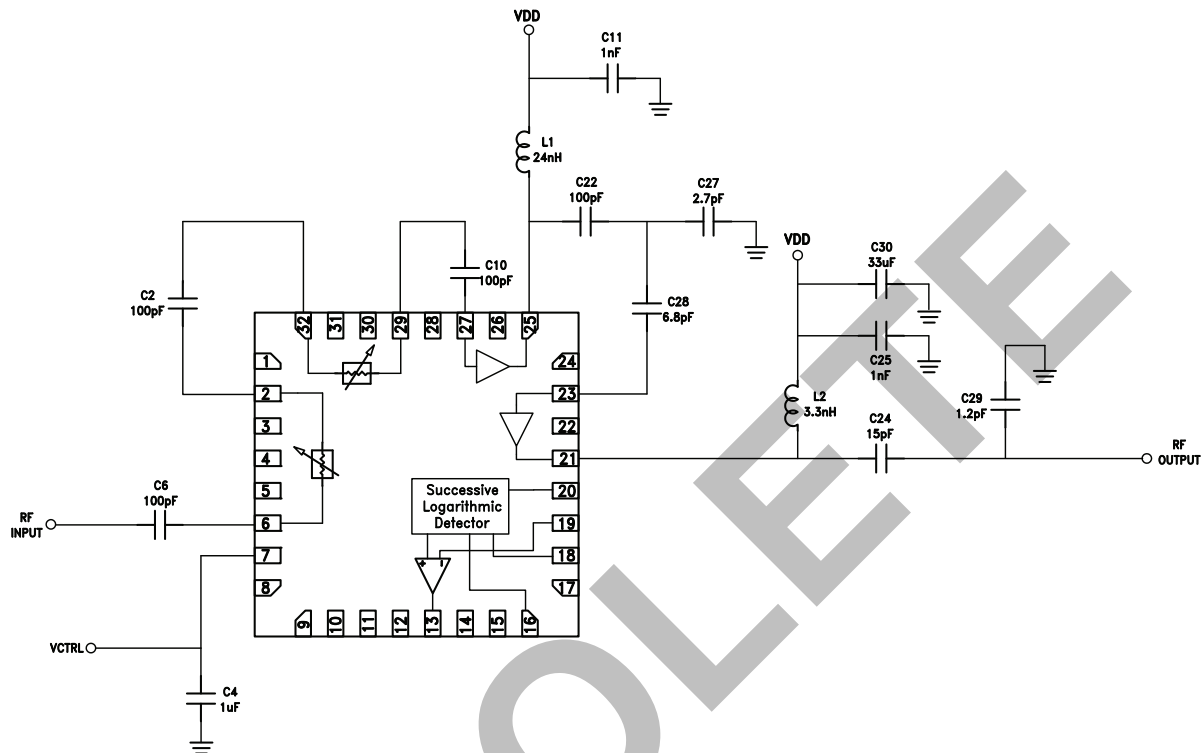 VDD
C11
1nF
L1
24nH
C22
100pF
C27
2.7pF
VDD
C30
33uF
C10
100pF
C2
100pF
C28
6.8pF
C25
1nF
L2
3.3nH
C29
1.2pF
C24
15pF
RF
OUTPUT
32
31
30
29
28
27
26
25
1
2
3
4
5
6
7
8
24
23
22
21
20
19
18
17
Successive
Logarithmic
Detector
+
-
C6
100pF
RF
INPUT
9
10
11
12
13
14
15
16
VCTRL
C4
1uF
OLETE